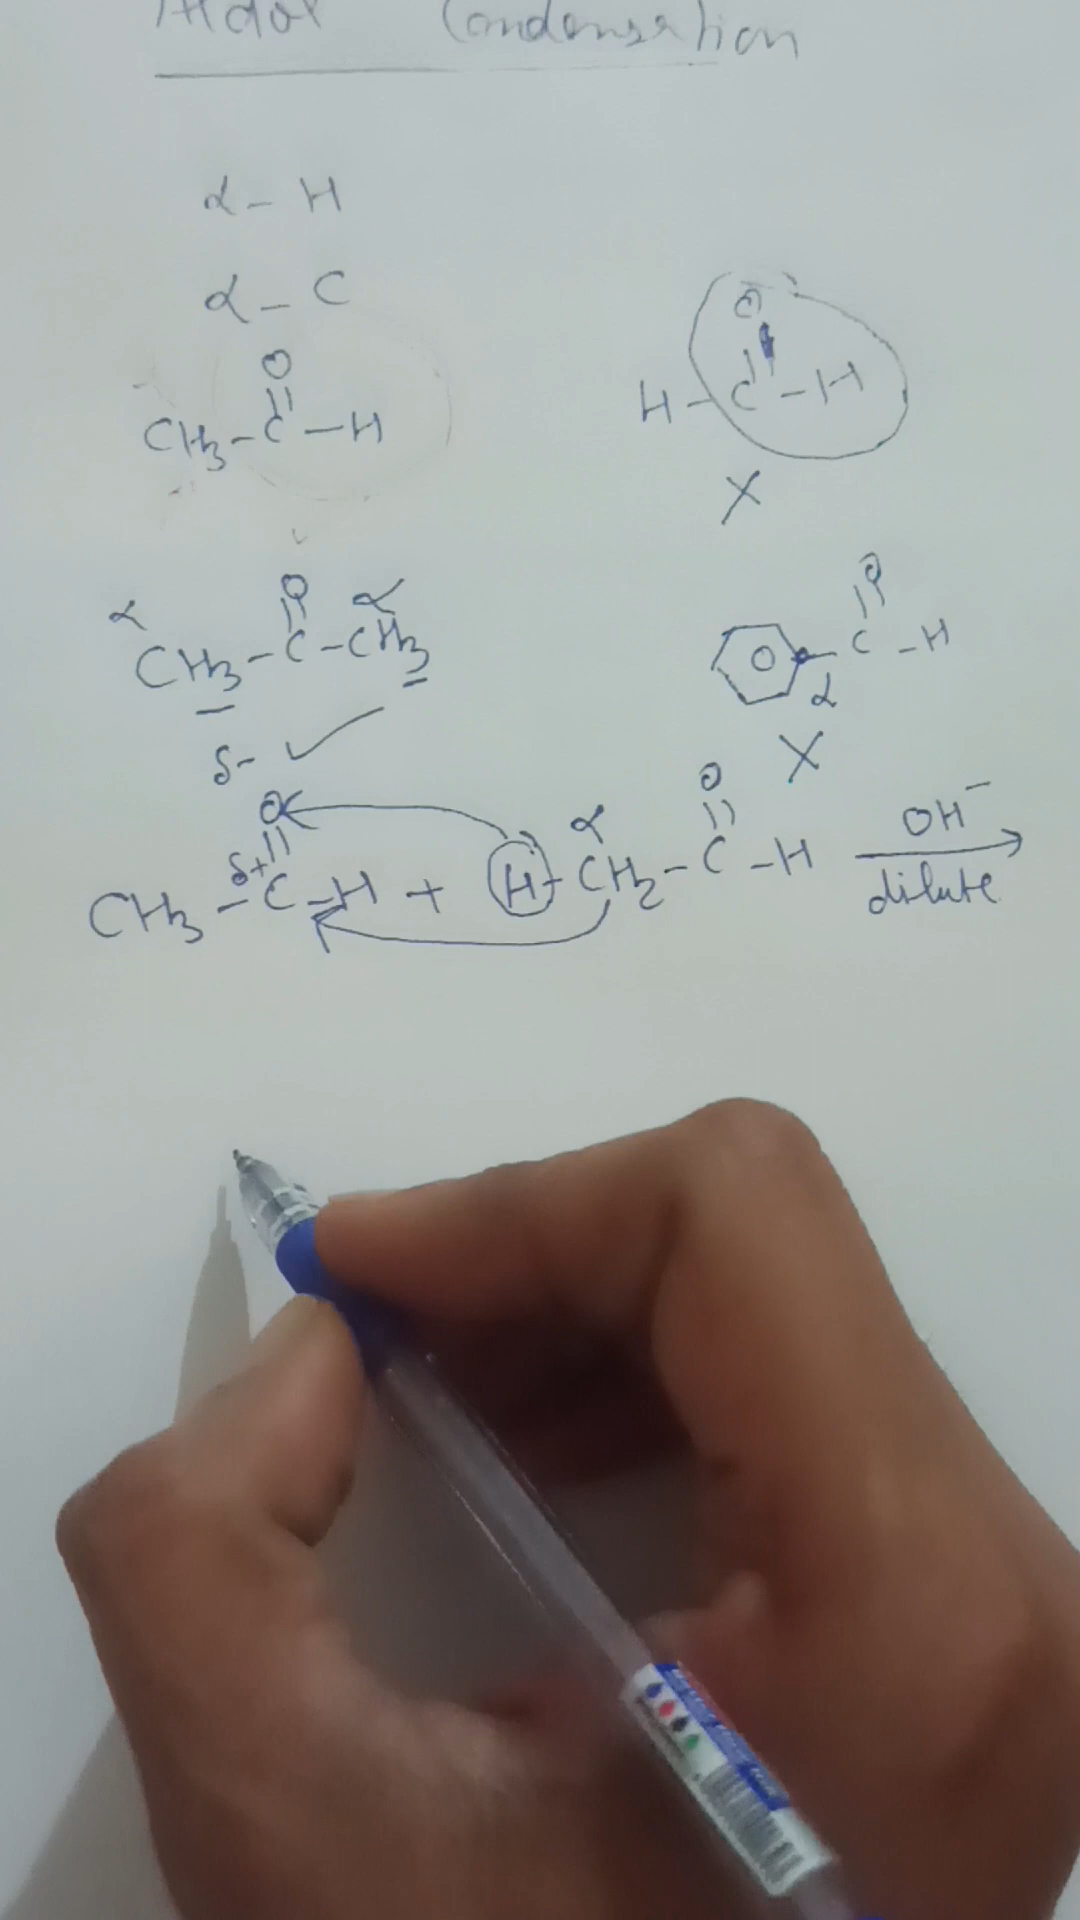 Aldol Condensation
α - H
α - C
O
||
CH3 - C - H
O
||
H - C - H
X
α O α
||
CH3 - C - CH3
✓
O
||
C - H
α
X
δ-
O
||
δ+
CH3 - C - H + H - CH2 - C - H
α
O
||
OH-
dilute